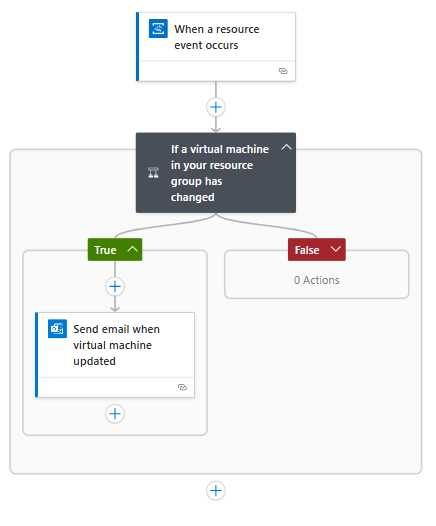 When a resource
event occurs
If a virtual machine
in your resource
group has
changed
True
False
0 Actions
Send email when
virtual machine
updated